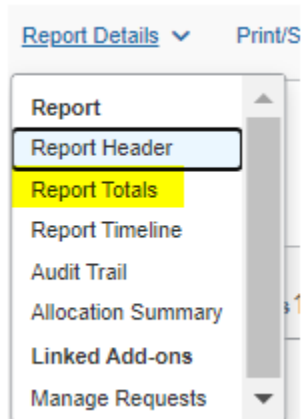 Report Details Print/S
Report
Report Header
Report Totals
Report Timeline
Audit Trail
Allocation Summary
Linked Add-ons
Manage Requests